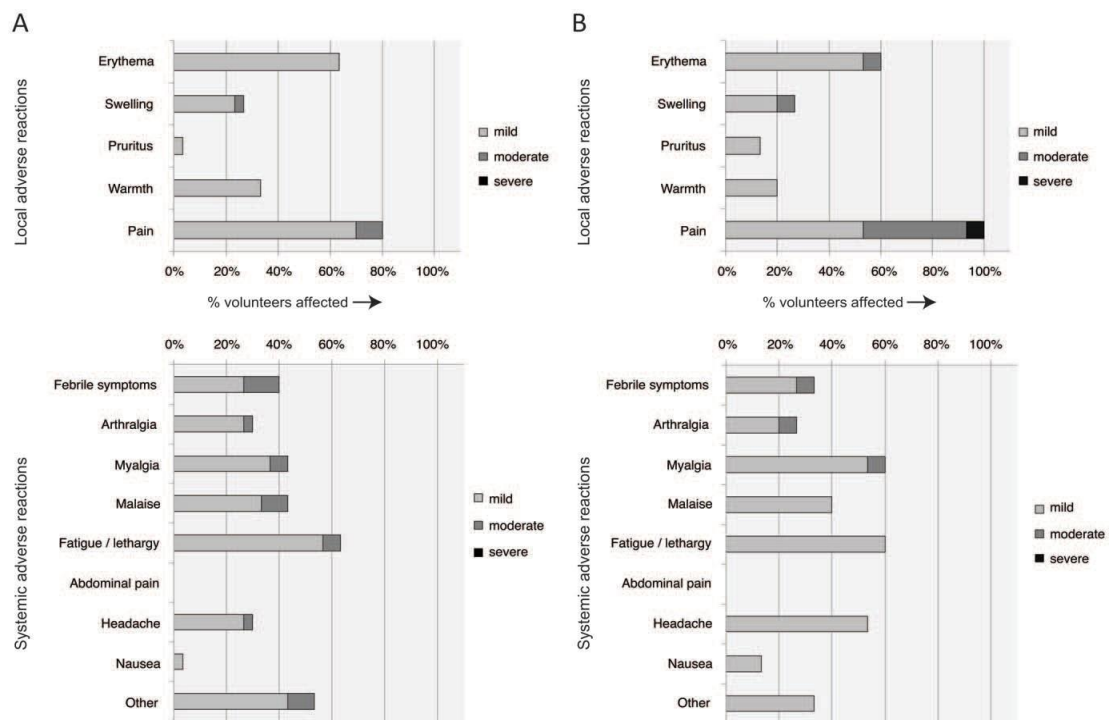 A
Local adverse reactions
Erythema
Swelling
Pruritus
Warmth
Pain
0% 20% 40% 60% 80% 100%
% volunteers affected
mild
moderate
severe
0% 20% 40% 60% 80% 100%
Systemic adverse reactions
Febrile symptoms
Arthralgia
Myalgia
Malaise
Fatigue / lethargy
Abdominal pain
Headache
Nausea
Other
mild
moderate
severe
B
Local adverse reactions
Erythema
Swelling
Pruritus
Warmth
Pain
0% 20% 40% 60% 80% 100%
% volunteers affected
mild
moderate
severe
0% 20% 40% 60% 80% 100%
Systemic adverse reactions
Febrile symptoms
Arthralgia
Myalgia
Malaise
Fatigue / lethargy
Abdominal pain
Headache
Nausea
Other
mild
moderate
severe